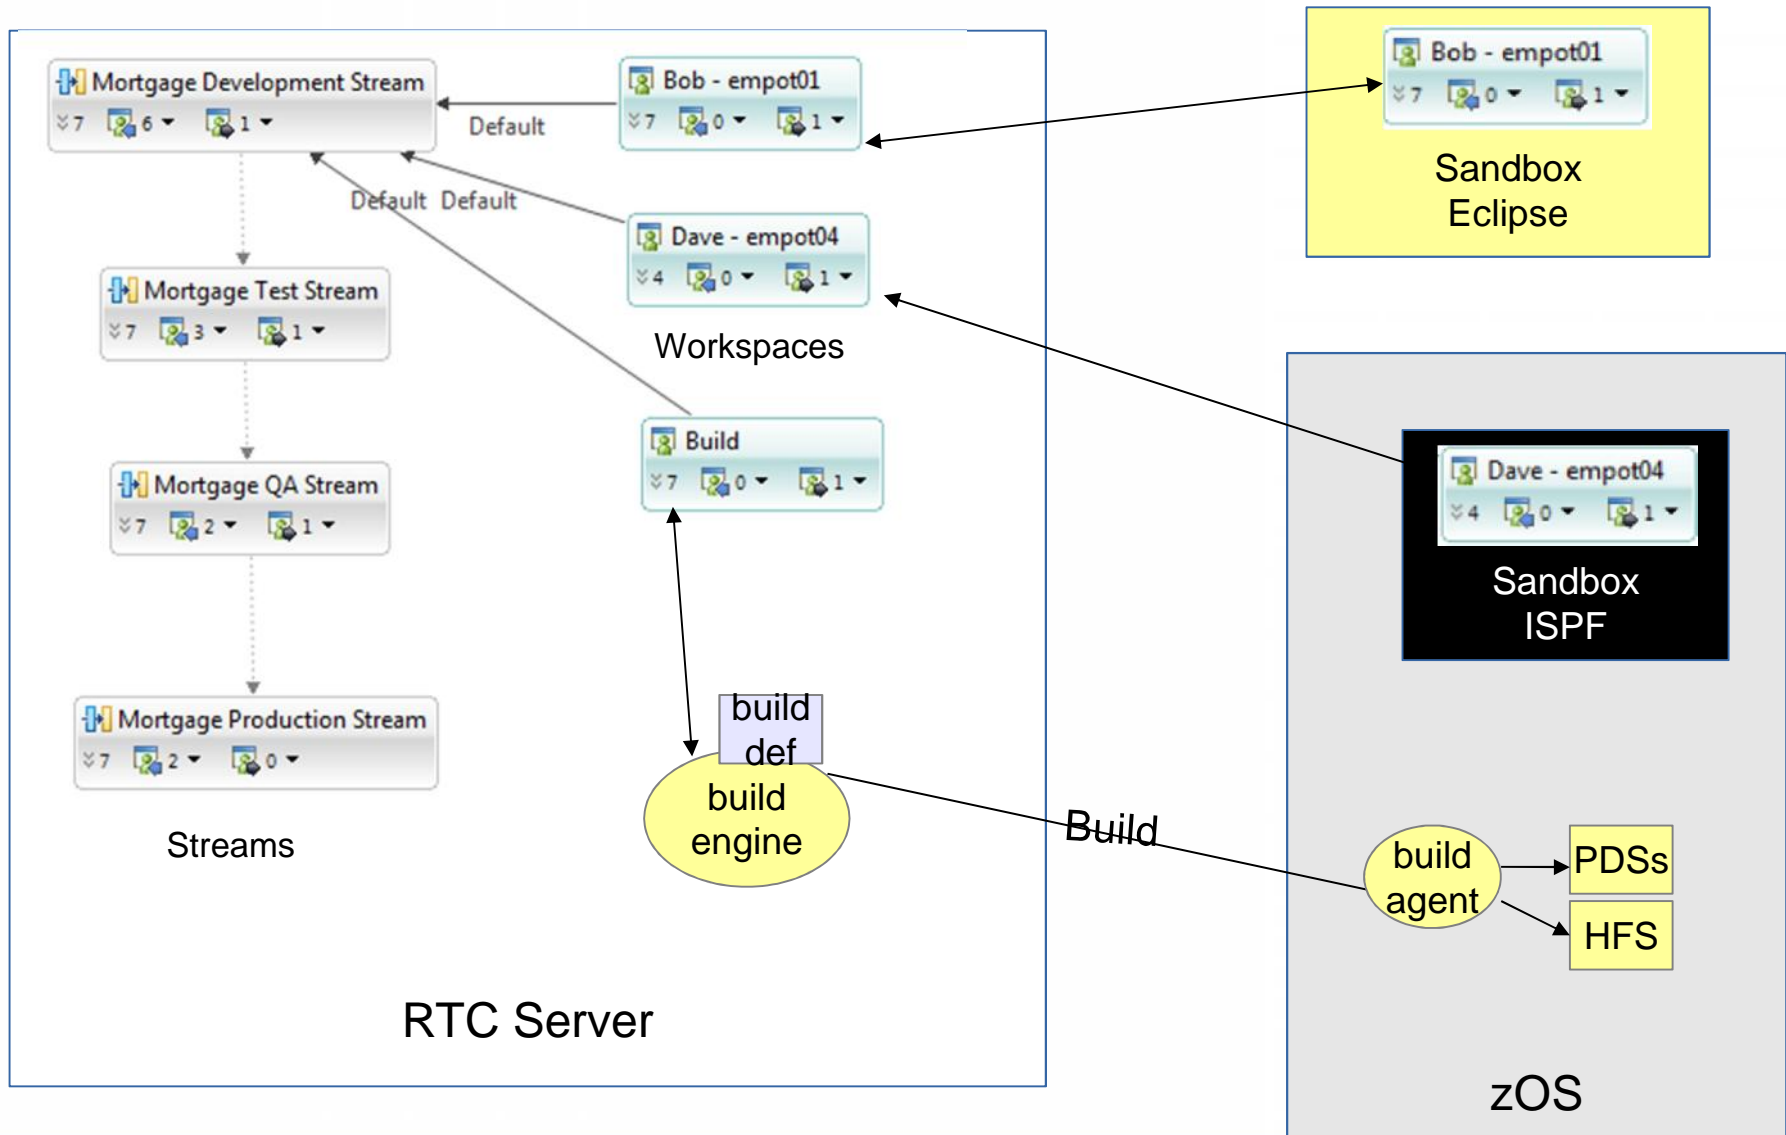 Mortgage Development Stream
7 6 1
Default
Bob - empot01
7 0 1
Default Default
Dave - empot04
4 0 1
Workspaces
Mortgage Test Stream
7 3 1
Build
7 0 1
Mortgage QA Stream
7 2 1
Mortgage Production Stream
7 2 0
Streams
build
def
build
engine
RTC Server
Build
Bob - empot01
7 0 1
Sandbox
Eclipse
Dave - empot04
4 0 1
Sandbox
ISPF
build
agent
PDSs
HFS
zOS